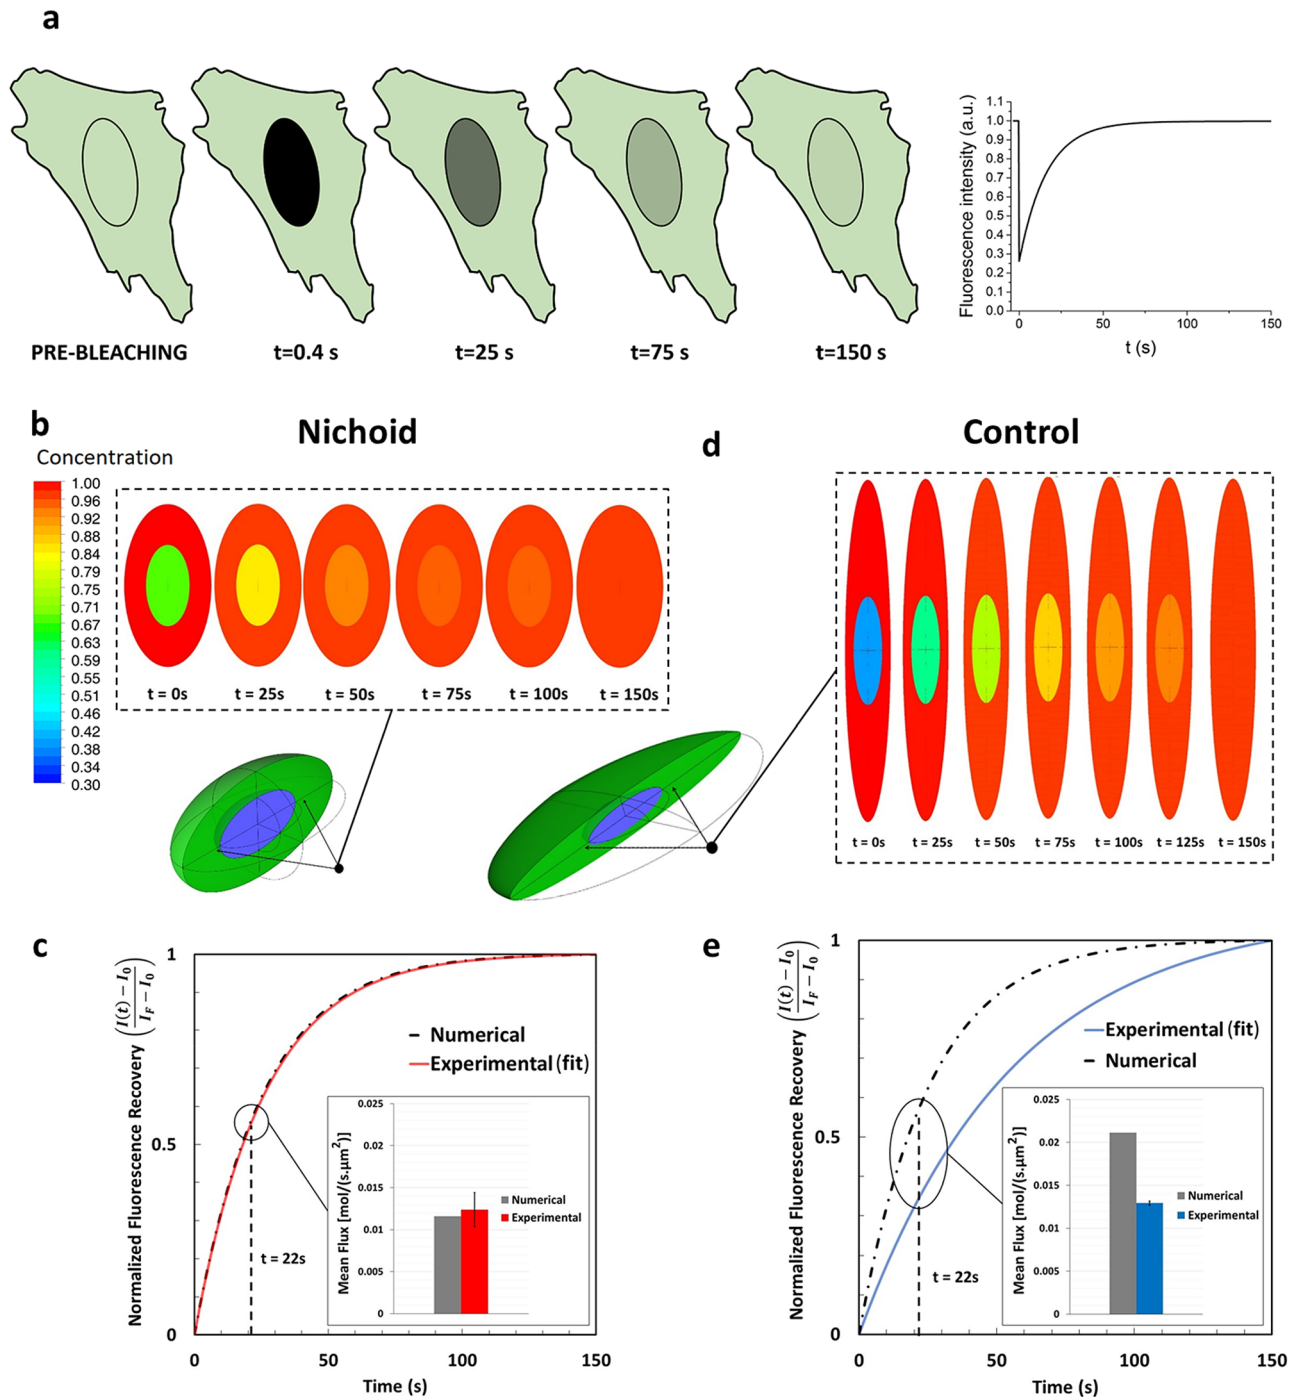 a
1.1
1.0
0.9
0.8
0.7
0.6
0.5
0.4
0.3
0.2
0.1
0.0
Fluorescence intensity (a.u.)
0 50 100 150
t (s)
PRE-BLEACHING t=0.4 s t=25 s t=75 s t=150 s
b Nichoid
Concentration
1.00
0.96
0.92
0.88
0.84
0.79
0.75
0.71
0.67
0.63
0.59
0.55
0.51
0.46
0.42
0.38
0.34
0.30
t = 0s t = 25s t = 50s t = 75s t = 100s t = 150s
d Control
t = 0s t = 25s t = 50s t = 75s t = 100s t = 125s t = 150s
c
Normalized Fluorescence Recovery (I(t) − I₀ / I_F − I₀)
1
0.5
0
Numerical
Experimental (fit)
t = 22s
Mean Flux [mol/(s.µm²)]
0.025
0.02
0.015
0.01
0.005
0
Numerical
Experimental
0 50 100 150
Time (s)
e
Normalized Fluorescence Recovery (I(t) − I₀ / I_F − I₀)
1
0.5
0
Experimental (fit)
Numerical
t = 22s
Mean Flux [mol/(s.µm²)]
0.025
0.02
0.015
0.01
0.005
0
Numerical
Experimental
0 50 100 150
Time (s)